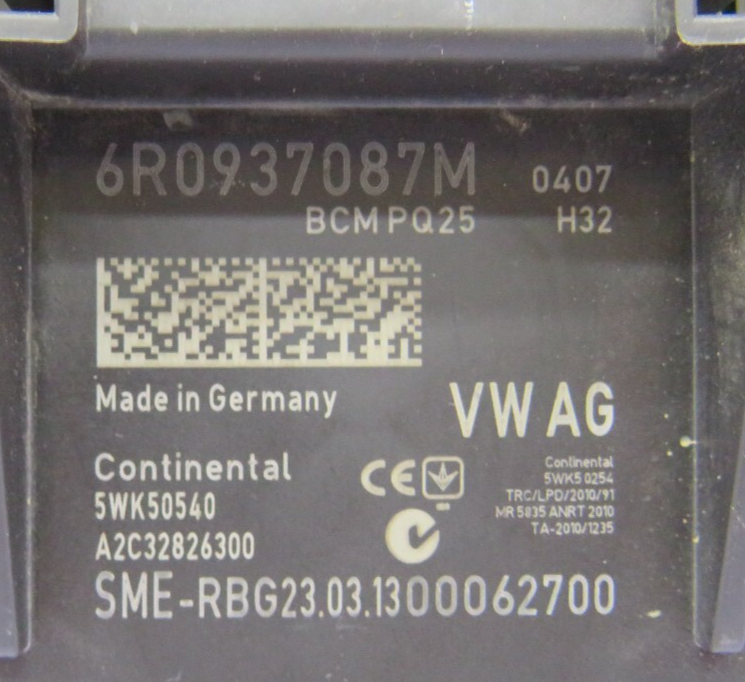 6R0937087M 0407
BCM PQ25 H32
Made in Germany
VW AG
Continental
5WK50540
A2C32826300
CE
Continental
5WK5 0254
TRC/LPD/2010/91
MR 5835 ANRT 2010
TA-2010/1235
SME-RBG23.03.1300062700